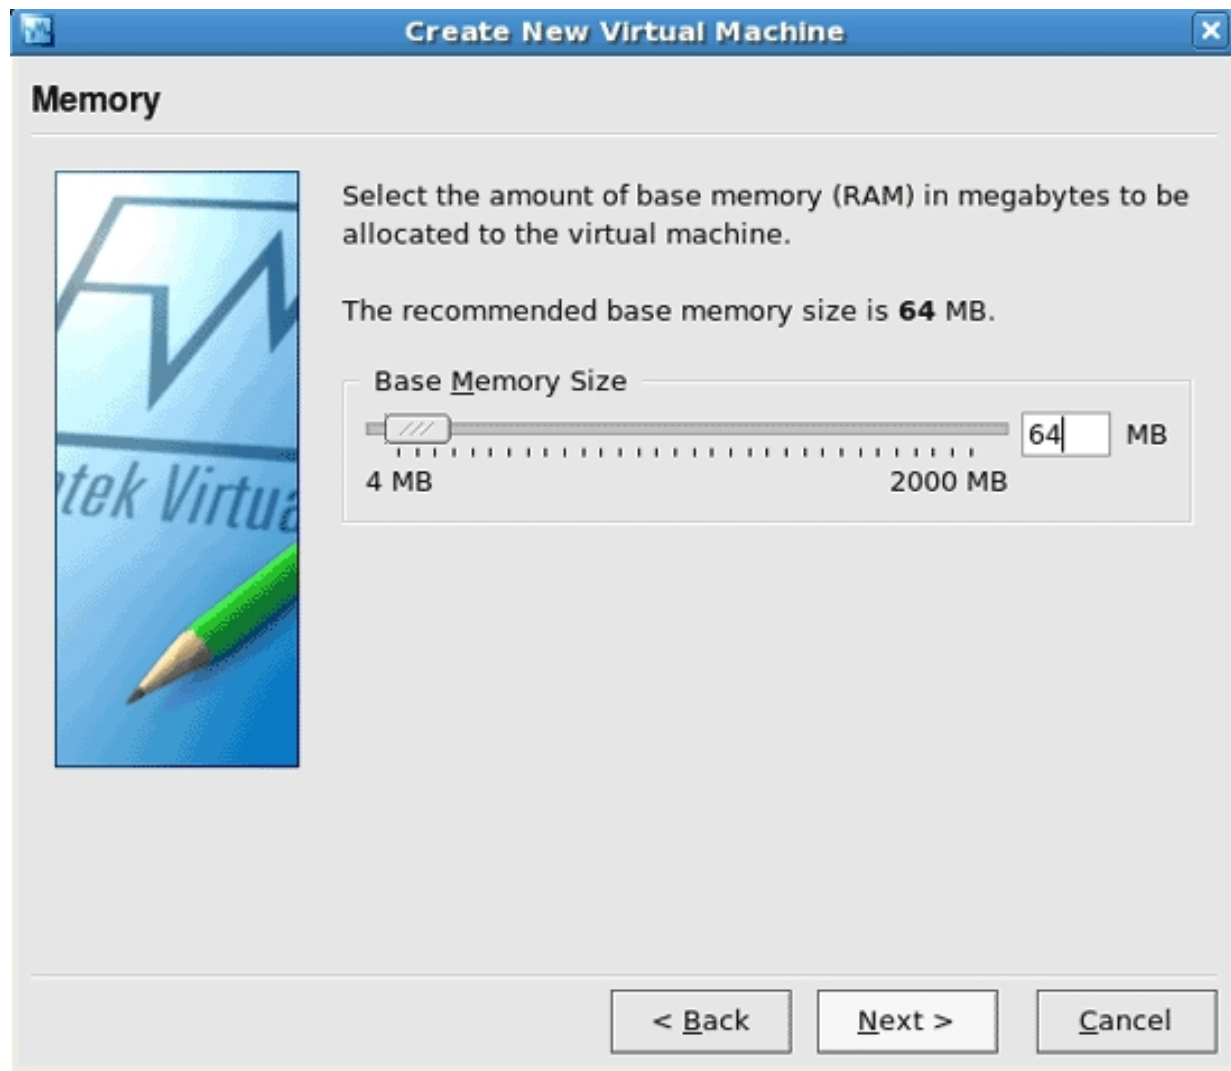 Create New Virtual Machine
Memory
Select the amount of base memory (RAM) in megabytes to be
allocated to the virtual machine.
The recommended base memory size is 64 MB.
Base Memory Size
64 MB
4 MB 2000 MB
tek Virtua
< Back Next > Cancel